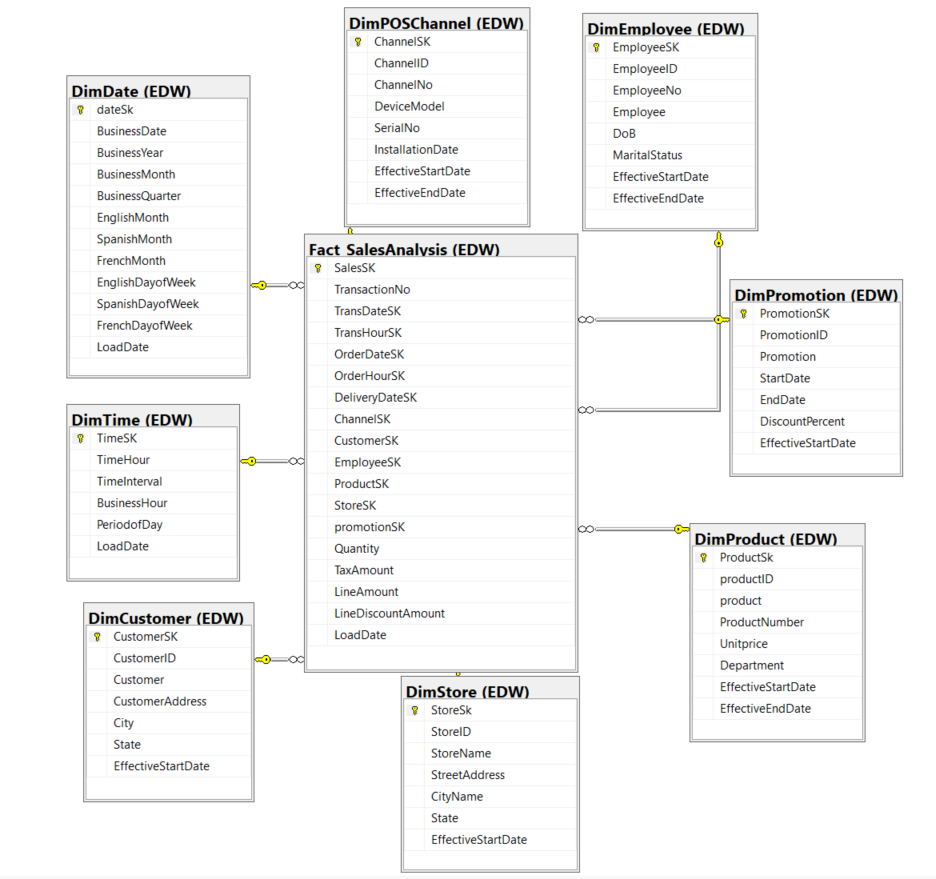 DimPOSChannel (EDW)
ChannelSK
ChannelID
ChannelNo
DeviceModel
SerialNo
InstallationDate
EffectiveStartDate
EffectiveEndDate
DimEmployee (EDW)
EmployeeSK
EmployeeID
EmployeeNo
Employee
DoB
MaritalStatus
EffectiveStartDate
EffectiveEndDate
DimDate (EDW)
dateSk
BusinessDate
BusinessYear
BusinessMonth
BusinessQuarter
EnglishMonth
SpanishMonth
FrenchMonth
EnglishDayofWeek
SpanishDayofWeek
FrenchDayofWeek
LoadDate
Fact_SalesAnalysis (EDW)
SalesSK
TransactionNo
TransDateSK
TransHourSK
OrderDateSK
OrderHourSK
DeliveryDateSK
ChannelSK
CustomerSK
EmployeeSK
ProductSK
StoreSK
promotionSK
Quantity
TaxAmount
LineAmount
LineDiscountAmount
LoadDate
DimPromotion (EDW)
PromotionSK
PromotionID
Promotion
StartDate
EndDate
DiscountPercent
EffectiveStartDate
DimTime (EDW)
TimeSK
TimeHour
TimeInterval
BusinessHour
PeriodofDay
LoadDate
DimProduct (EDW)
ProductSk
productID
product
ProductNumber
Unitprice
Department
EffectiveStartDate
EffectiveEndDate
DimCustomer (EDW)
CustomerSK
CustomerID
Customer
CustomerAddress
City
State
EffectiveStartDate
DimStore (EDW)
StoreSk
StoreID
StoreName
StreetAddress
CityName
State
EffectiveStartDate